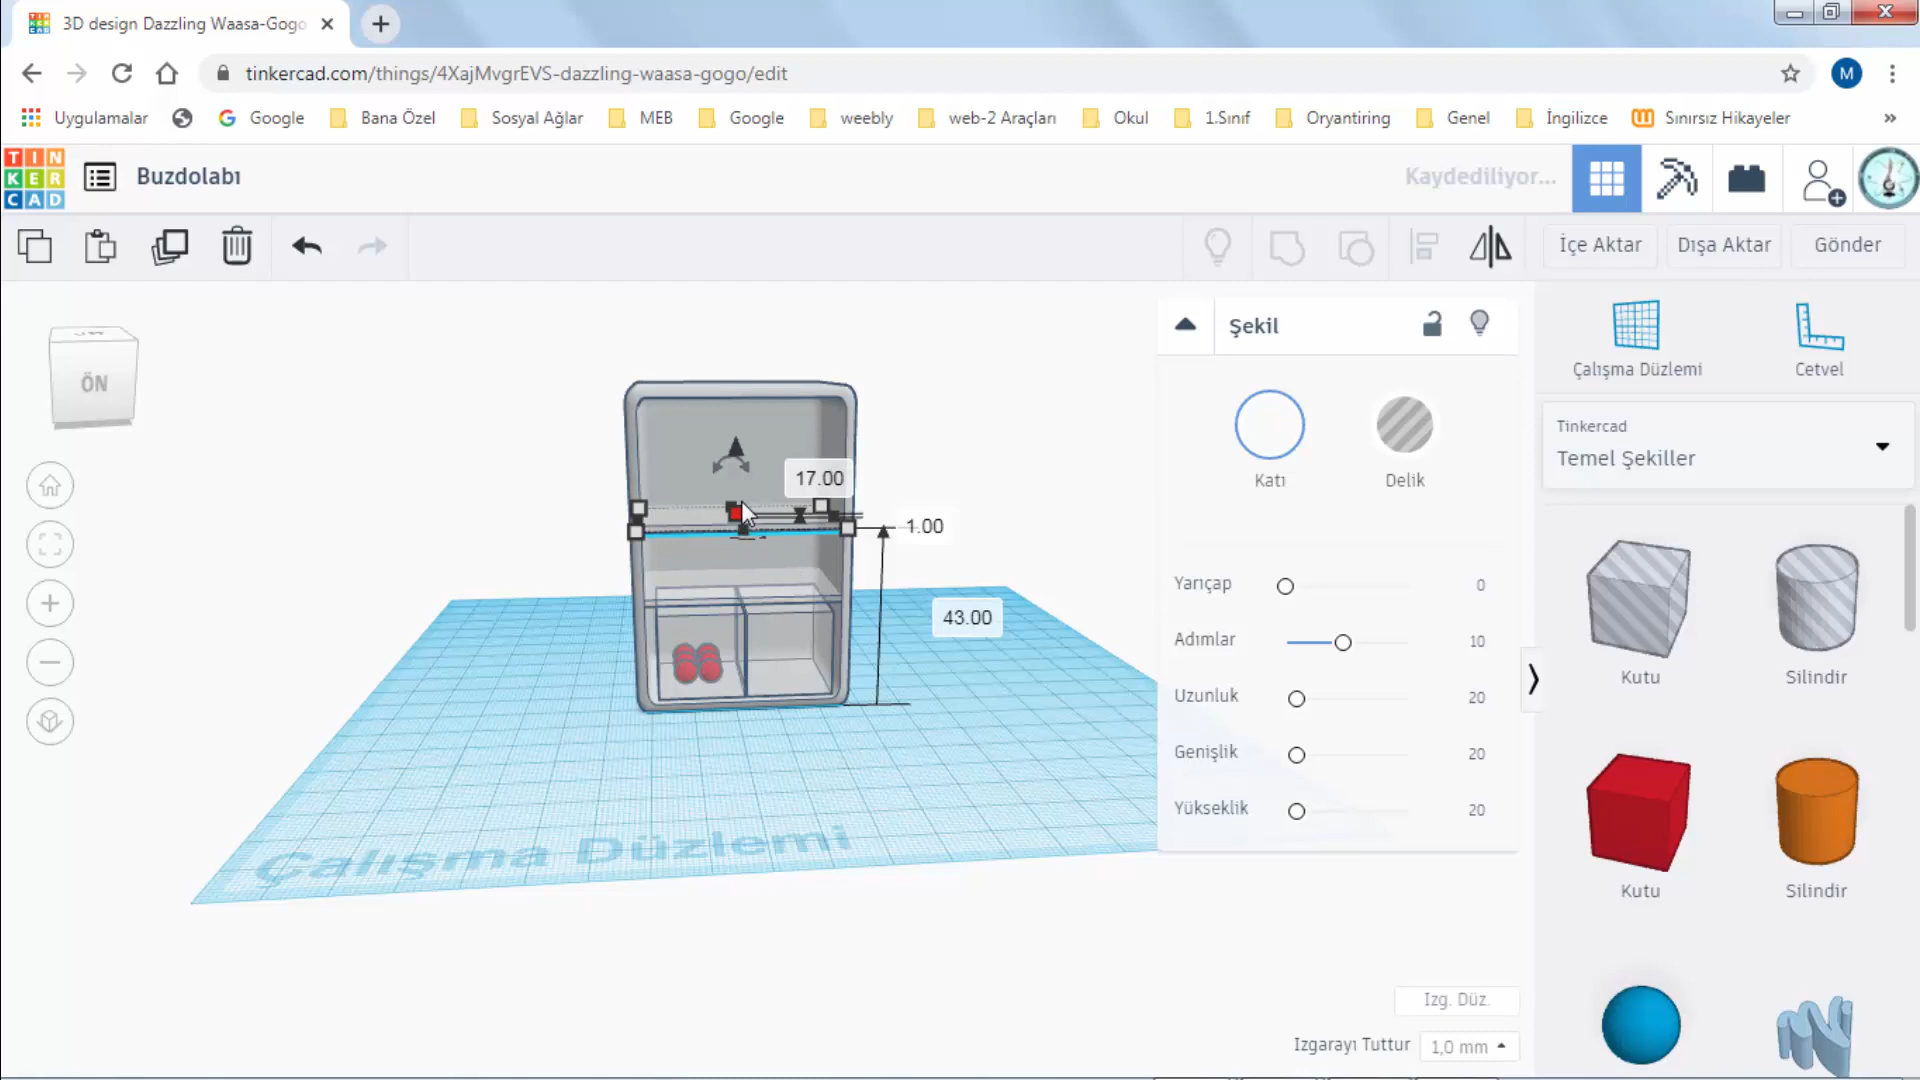 3D design Dazzling Waasa-Gogo
tinkercad.com/things/4XajMvgrEVS-dazzling-waasa-gogo/edit
M
Uygulamalar
Google
Bana Özel
Sosyal Ağlar
MEB
Google
weebly
web-2 Araçları
Okul
1.Sınıf
Oryantiring
Genel
İngilizce
Sınırsız Hikayeler
»
TINKERCAD
Buzdolabı
Kaydediliyor...
İçe Aktar
Dışa Aktar
Gönder
ÖN
Şekil
Katı
Delik
Yarıçap 0
Adımlar 10
Uzunluk 20
Genişlik 20
Yükseklik 20
17.00
1.00
43.00
Çalışma Düzlemi
Çalışma Düzlemi
Cetvel
Tinkercad
Temel Şekiller
Kutu
Silindir
Kutu
Silindir
Izg. Düz.
Izgarayı Tuttur 1,0 mm